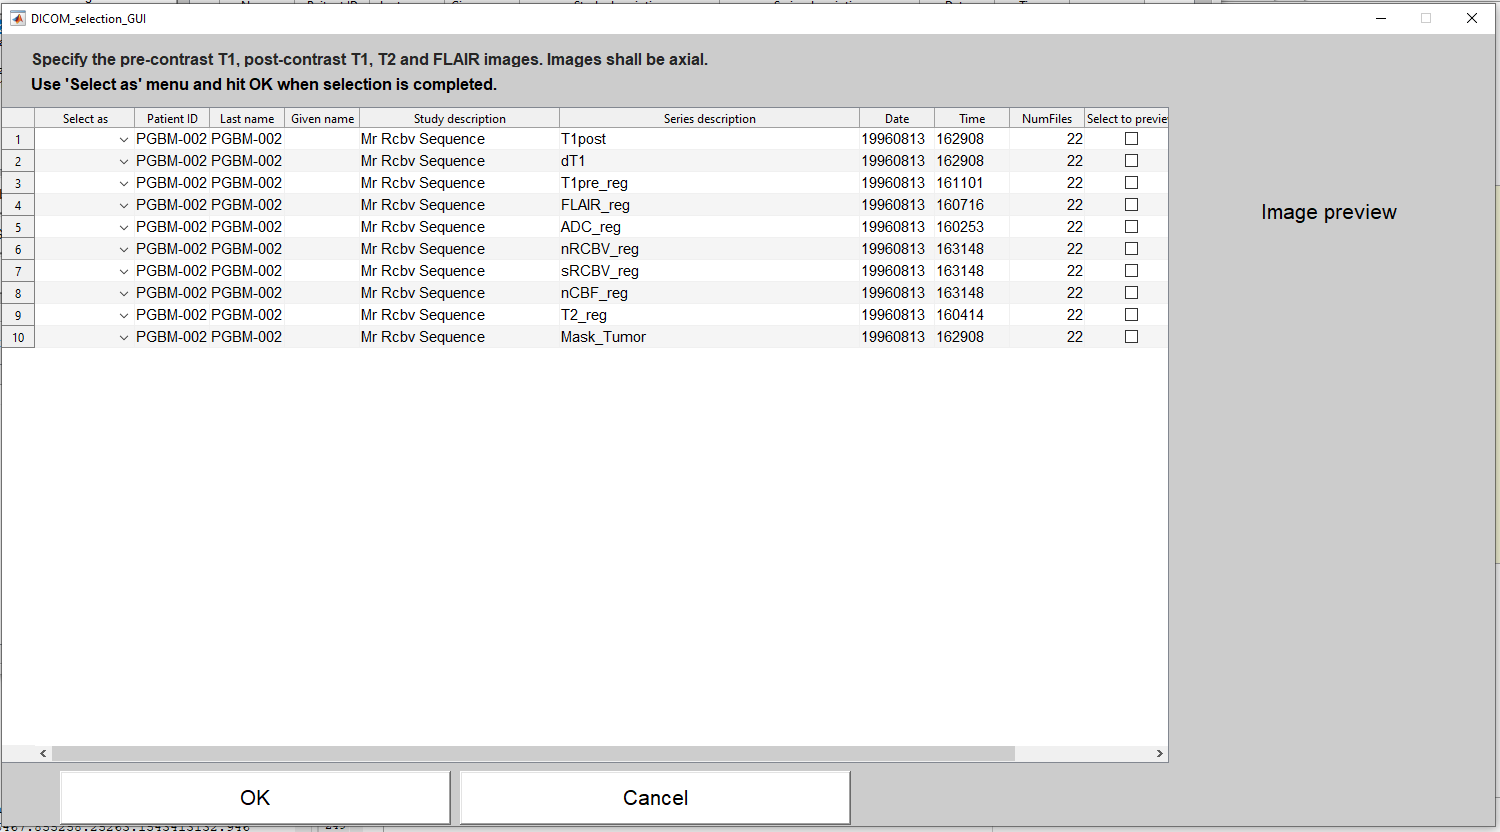 DICOM_selection_GUI
Specify the pre-contrast T1, post-contrast T1, T2 and FLAIR images. Images shall be axial.
Use 'Select as' menu and hit OK when selection is completed.
Select as Patient ID Last name Given name Study description Series description Date Time NumFiles Select to previe
1 PGBM-002 PGBM-002 Mr Rcbv Sequence T1post 19960813 162908 22
2 PGBM-002 PGBM-002 Mr Rcbv Sequence dT1 19960813 162908 22
3 PGBM-002 PGBM-002 Mr Rcbv Sequence T1pre_reg 19960813 161101 22
4 PGBM-002 PGBM-002 Mr Rcbv Sequence FLAIR_reg 19960813 160716 22
5 PGBM-002 PGBM-002 Mr Rcbv Sequence ADC_reg 19960813 160253 22
6 PGBM-002 PGBM-002 Mr Rcbv Sequence nRCBV_reg 19960813 163148 22
7 PGBM-002 PGBM-002 Mr Rcbv Sequence sRCBV_reg 19960813 163148 22
8 PGBM-002 PGBM-002 Mr Rcbv Sequence nCBF_reg 19960813 163148 22
9 PGBM-002 PGBM-002 Mr Rcbv Sequence T2_reg 19960813 160414 22
10 PGBM-002 PGBM-002 Mr Rcbv Sequence Mask_Tumor 19960813 162908 22
Image preview
OK Cancel